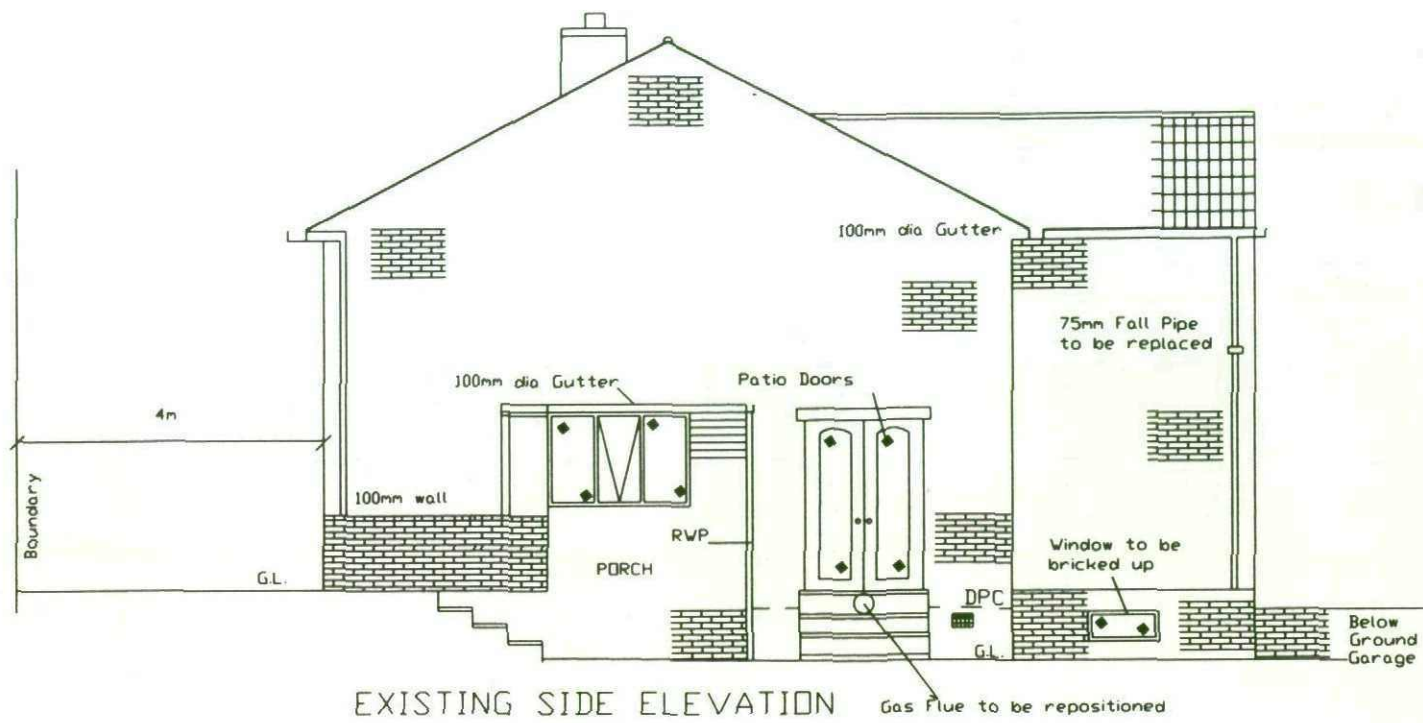 100mm dia Gutter
75mm Fall Pipe
to be replaced
100mm dia Gutter
Patio Doors
4m
Boundary
100mm wall
G.L.
RWP
PORCH
Window to be
bricked up
DPC
G.L.
Below
Ground
Garage
EXISTING SIDE ELEVATION
Gas Flue to be repositioned